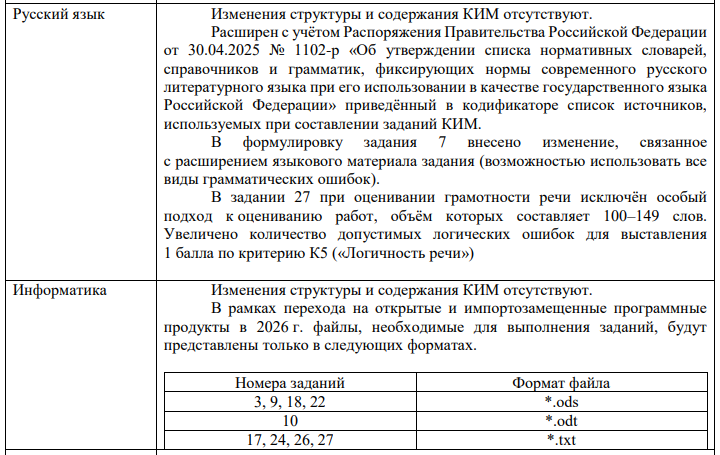 Русский язык
Изменения структуры и содержания КИМ отсутствуют.
Расширен с учётом Распоряжения Правительства Российской Федерации
от 30.04.2025 № 1102-р «Об утверждении списка нормативных словарей,
справочников и грамматик, фиксирующих нормы современного русского
литературного языка при его использовании в качестве государственного языка
Российской Федерации» приведённый в кодификаторе список источников,
используемых при составлении заданий КИМ.
В формулировку задания 7 внесено изменение, связанное
с расширением языкового материала задания (возможностью использовать все
виды грамматических ошибок).
В задании 27 при оценивании грамотности речи исключён особый
подход к оцениванию работ, объём которых составляет 100–149 слов.
Увеличено количество допустимых логических ошибок для выставления
1 балла по критерию К5 («Логичность речи»)
Информатика
Изменения структуры и содержания КИМ отсутствуют.
В рамках перехода на открытые и импортозамещенные программные
продукты в 2026 г. файлы, необходимые для выполнения заданий, будут
представлены только в следующих форматах.
Номера заданий Формат файла
3, 9, 18, 22 *.ods
10 *.odt
17, 24, 26, 27 *.txt